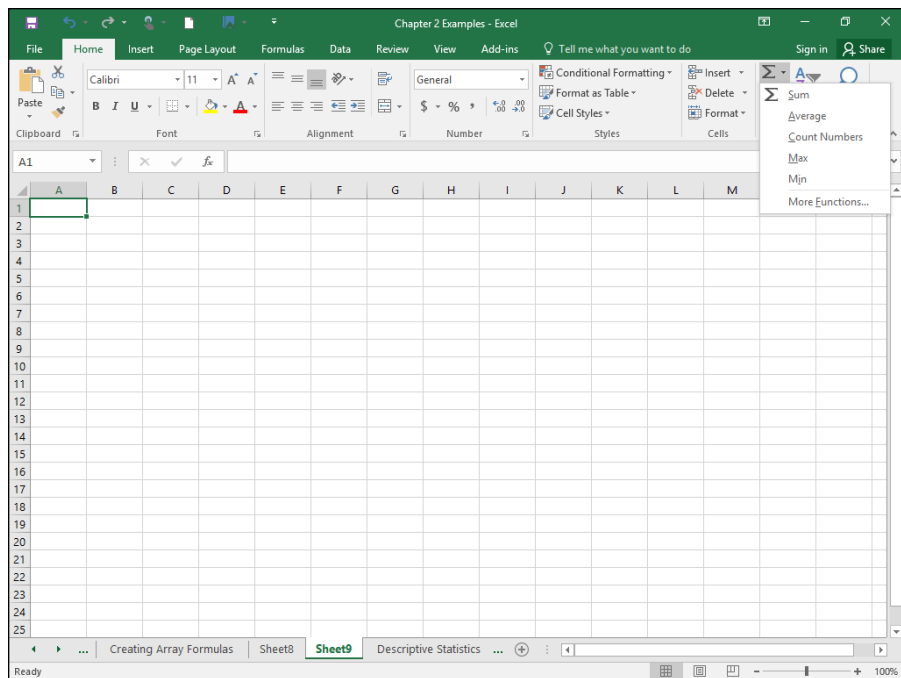 Chapter 2 Examples - Excel
File Home Insert Page Layout Formulas Data Review View Add-ins Tell me what you want to do Sign in Share
Paste
Clipboard
Calibri 11 A A
B I U A
Font
Alignment
General
$ % , .0 .00 .00 .0
Number
Conditional Formatting
Format as Table
Cell Styles
Styles
Insert
Delete
Format
Cells
Σ A
Σ Sum
Average
Count Numbers
Max
Min
More Functions...
A1 fx
A B C D E F G H I J K L M
1
2
3
4
5
6
7
8
9
10
11
12
13
14
15
16
17
18
19
20
21
22
23
24
25
... Creating Array Formulas Sheet8 Sheet9 Descriptive Statistics ...
Ready 100%